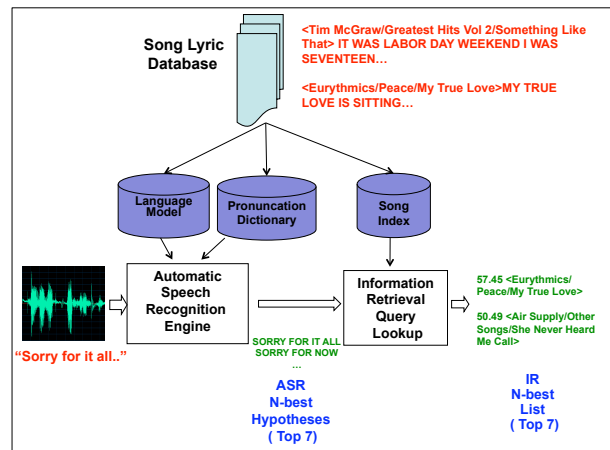 Song Lyric
Database
<Tim McGraw/Greatest Hits Vol 2/Something Like
That> IT WAS LABOR DAY WEEKEND I WAS
SEVENTEEN…
<Eurythmics/Peace/My True Love>MY TRUE
LOVE IS SITTING…
Language
Model
Pronuncation
Dictionary
Song
Index
Automatic
Speech
Recognition
Engine
Information
Retrieval
Query
Lookup
57.45 <Eurythmics/
Peace/My True Love>
50.49 <Air Supply/Other
Songs/She Never Heard
Me Call>
“Sorry for it all..”
SORRY FOR IT ALL
SORRY FOR NOW
…
ASR
N-best
Hypotheses
( Top 7)
IR
N-best
List
( Top 7)